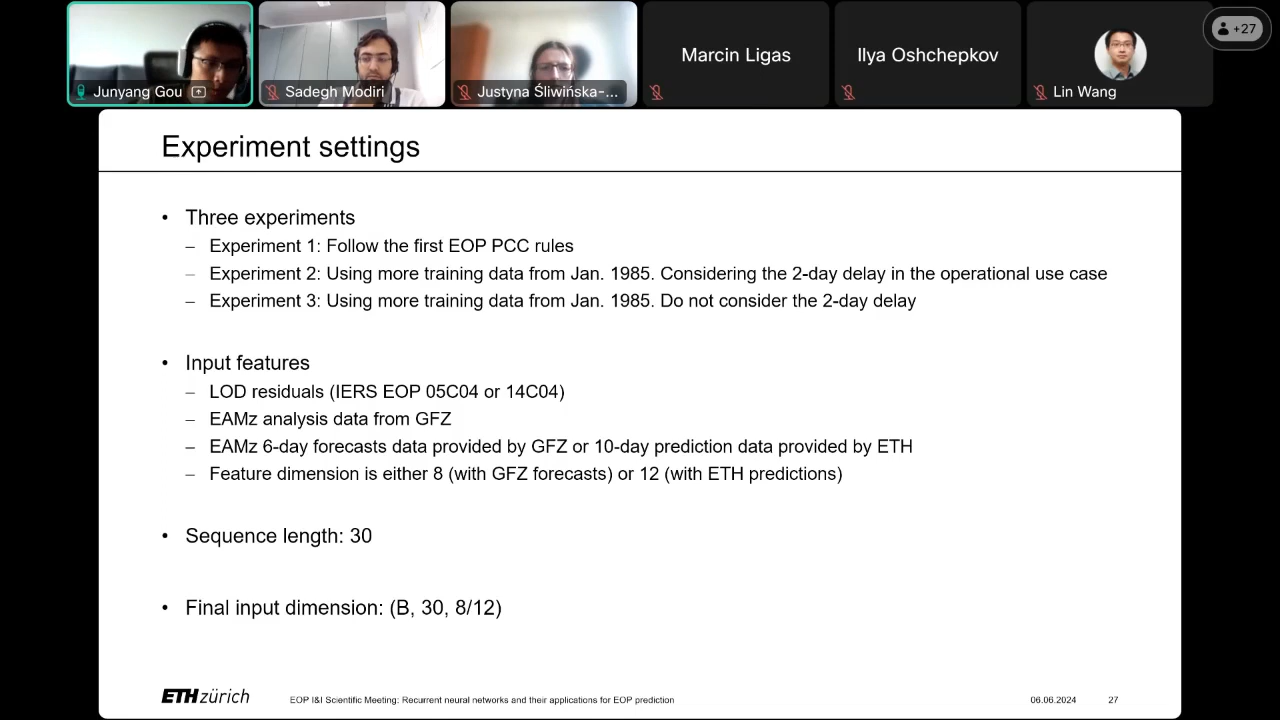 +27
Junyang Gou
Sadegh Modiri
Justyna Śliwińska-...
Marcin Ligas
Ilya Oshchepkov
Lin Wang
Experiment settings
• Three experiments
– Experiment 1: Follow the first EOP PCC rules
– Experiment 2: Using more training data from Jan. 1985. Considering the 2-day delay in the operational use case
– Experiment 3: Using more training data from Jan. 1985. Do not consider the 2-day delay
• Input features
– LOD residuals (IERS EOP 05C04 or 14C04)
– EAMz analysis data from GFZ
– EAMz 6-day forecasts data provided by GFZ or 10-day prediction data provided by ETH
– Feature dimension is either 8 (with GFZ forecasts) or 12 (with ETH predictions)
• Sequence length: 30
• Final input dimension: (B, 30, 8/12)
ETH zürich
EOP I&I Scientific Meeting: Recurrent neural networks and their applications for EOP prediction
06.06.2024
27